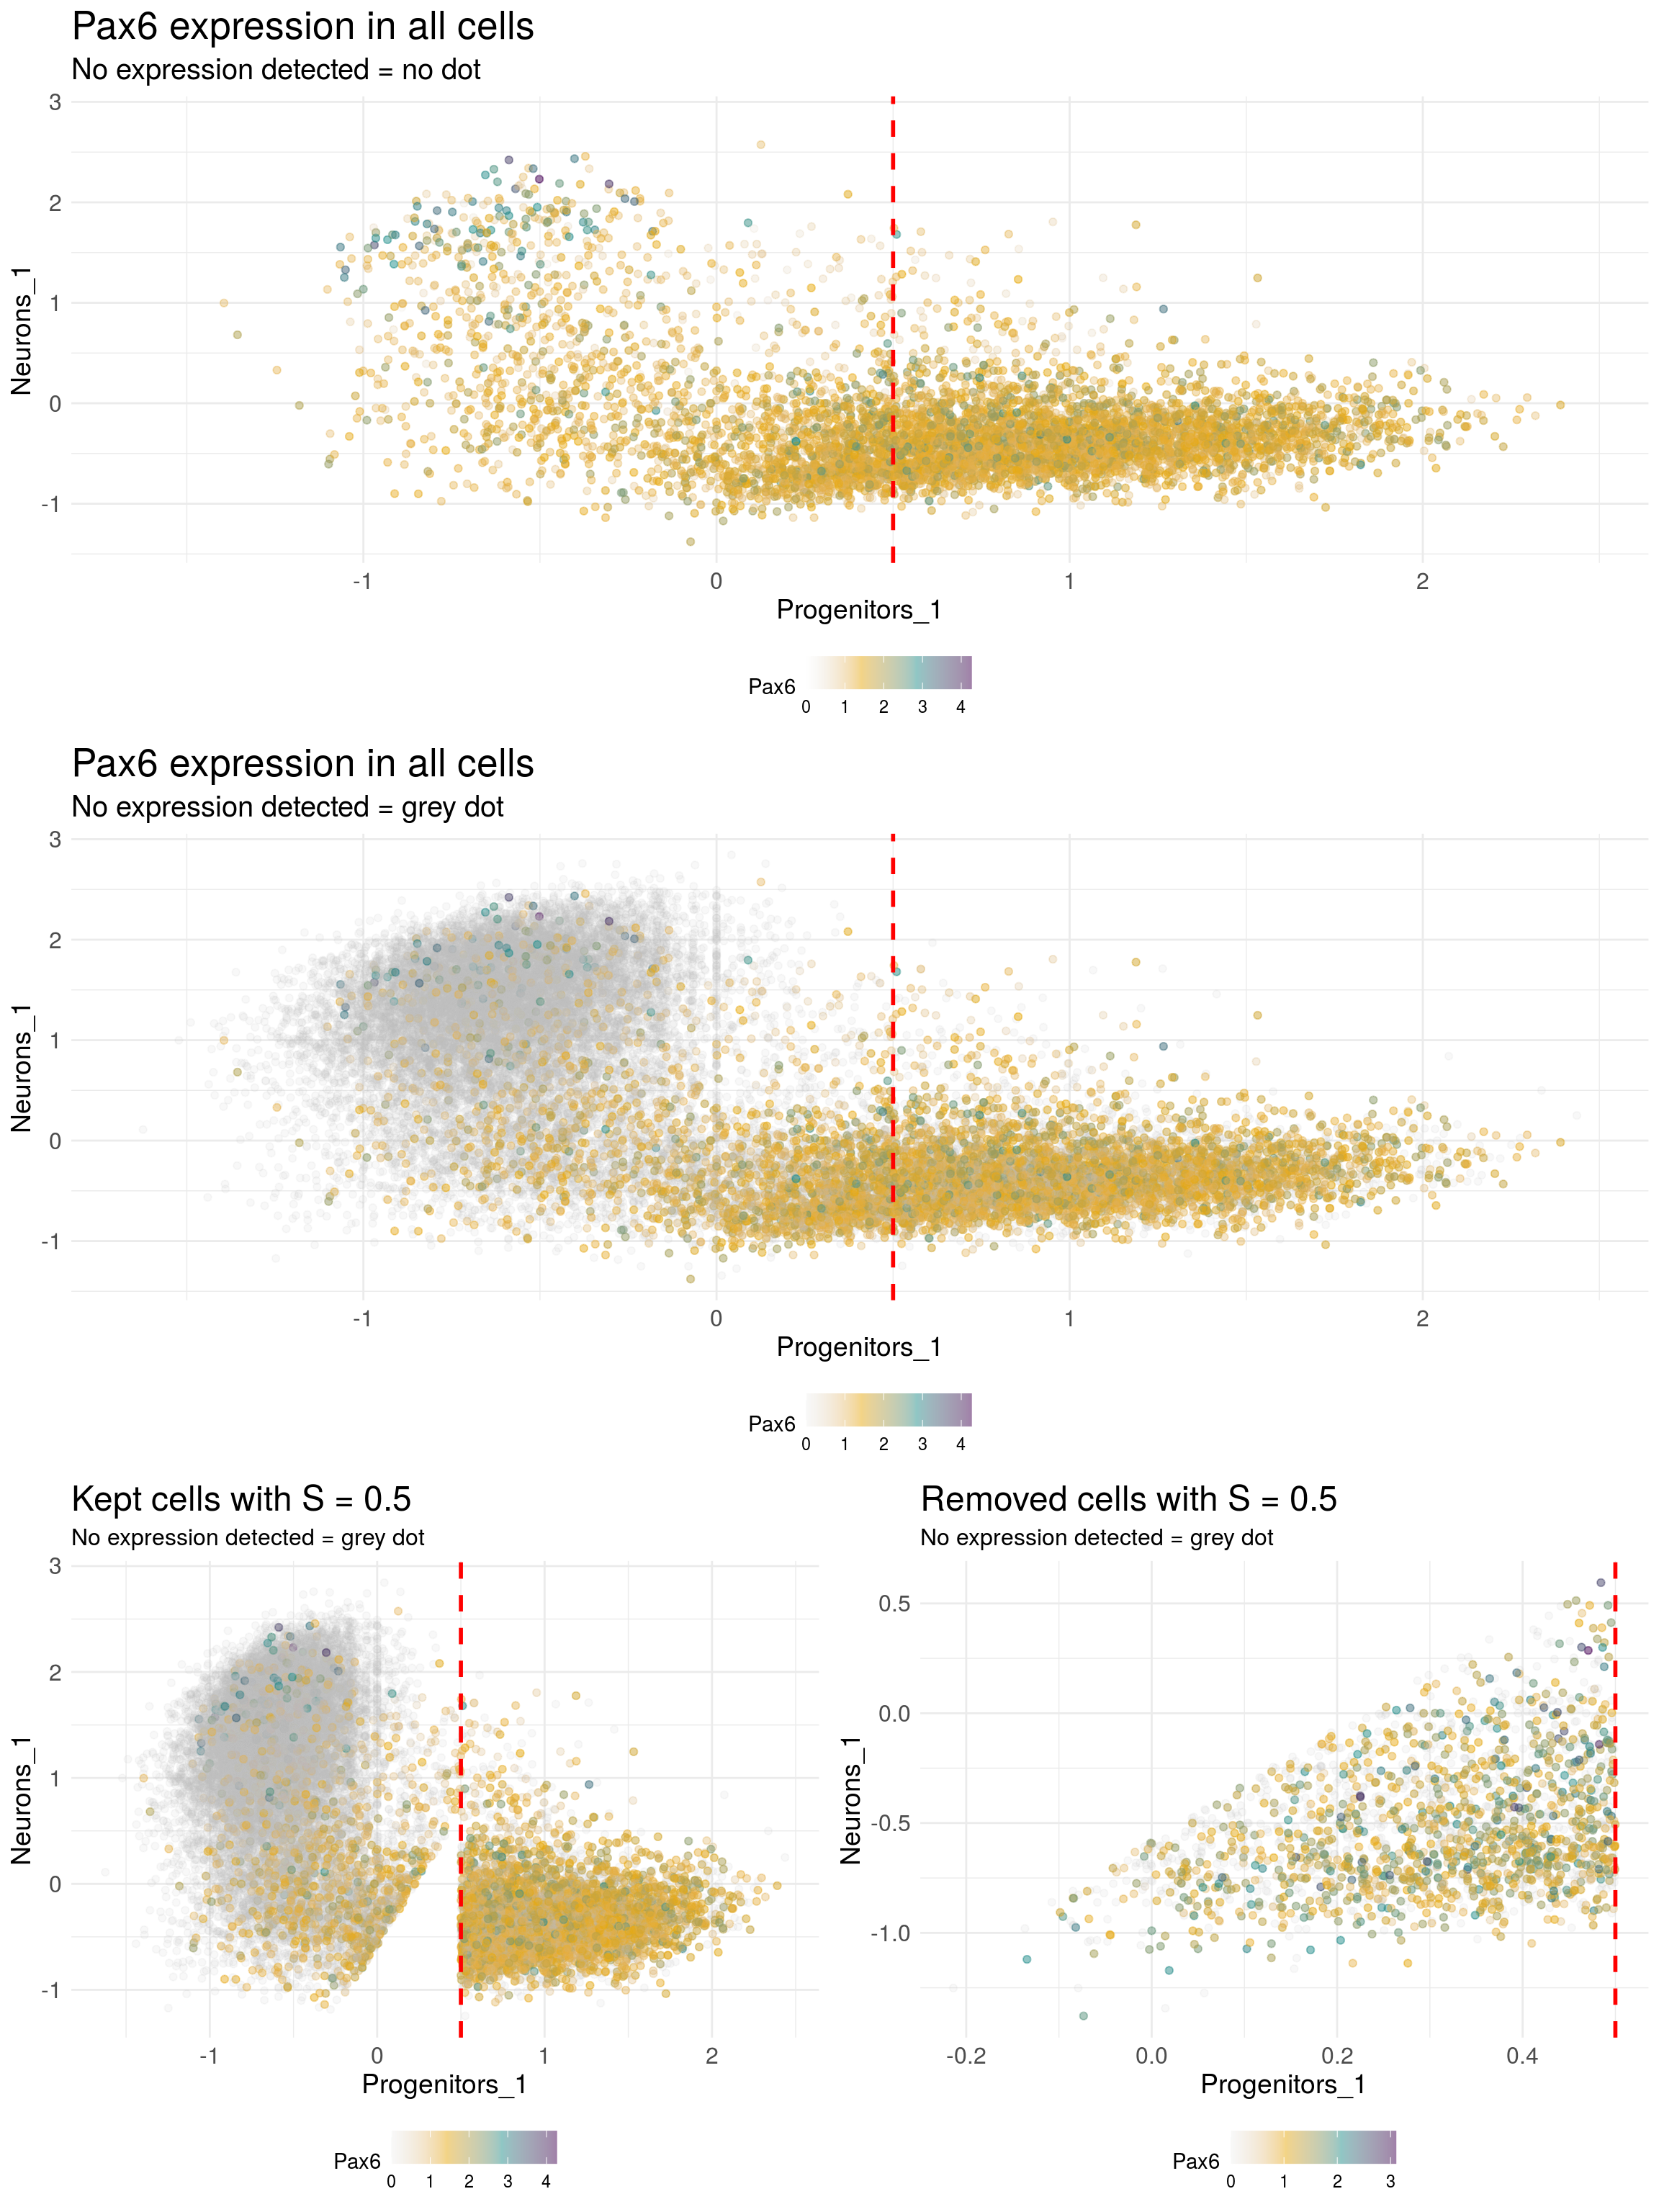 Pax6 expression in all cells
No expression detected = no dot
3
2
1
0
-1
Neurons_1
-1 0 1 2
Progenitors_1
Pax6
0 1 2 3 4
Pax6 expression in all cells
No expression detected = grey dot
3
2
1
0
-1
Neurons_1
-1 0 1 2
Progenitors_1
Pax6
0 1 2 3 4
Kept cells with S = 0.5
No expression detected = grey dot
3
2
1
0
-1
Neurons_1
-1 0 1 2
Progenitors_1
Pax6
0 1 2 3 4
Removed cells with S = 0.5
No expression detected = grey dot
0.5
0.0
-0.5
-1.0
Neurons_1
-0.2 0.0 0.2 0.4
Progenitors_1
Pax6
0 1 2 3